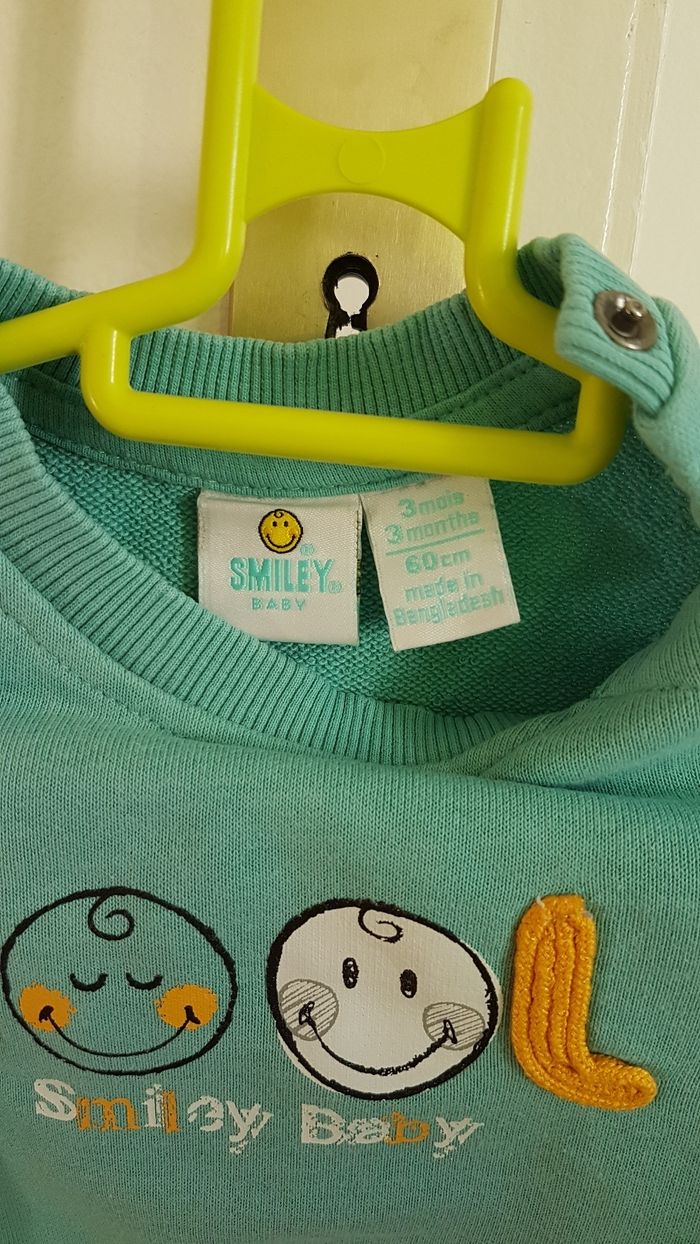 SMILEY®
BABY
3 mois
3 months
60 cm
made in
Bangladesh
L
Smiley Baby